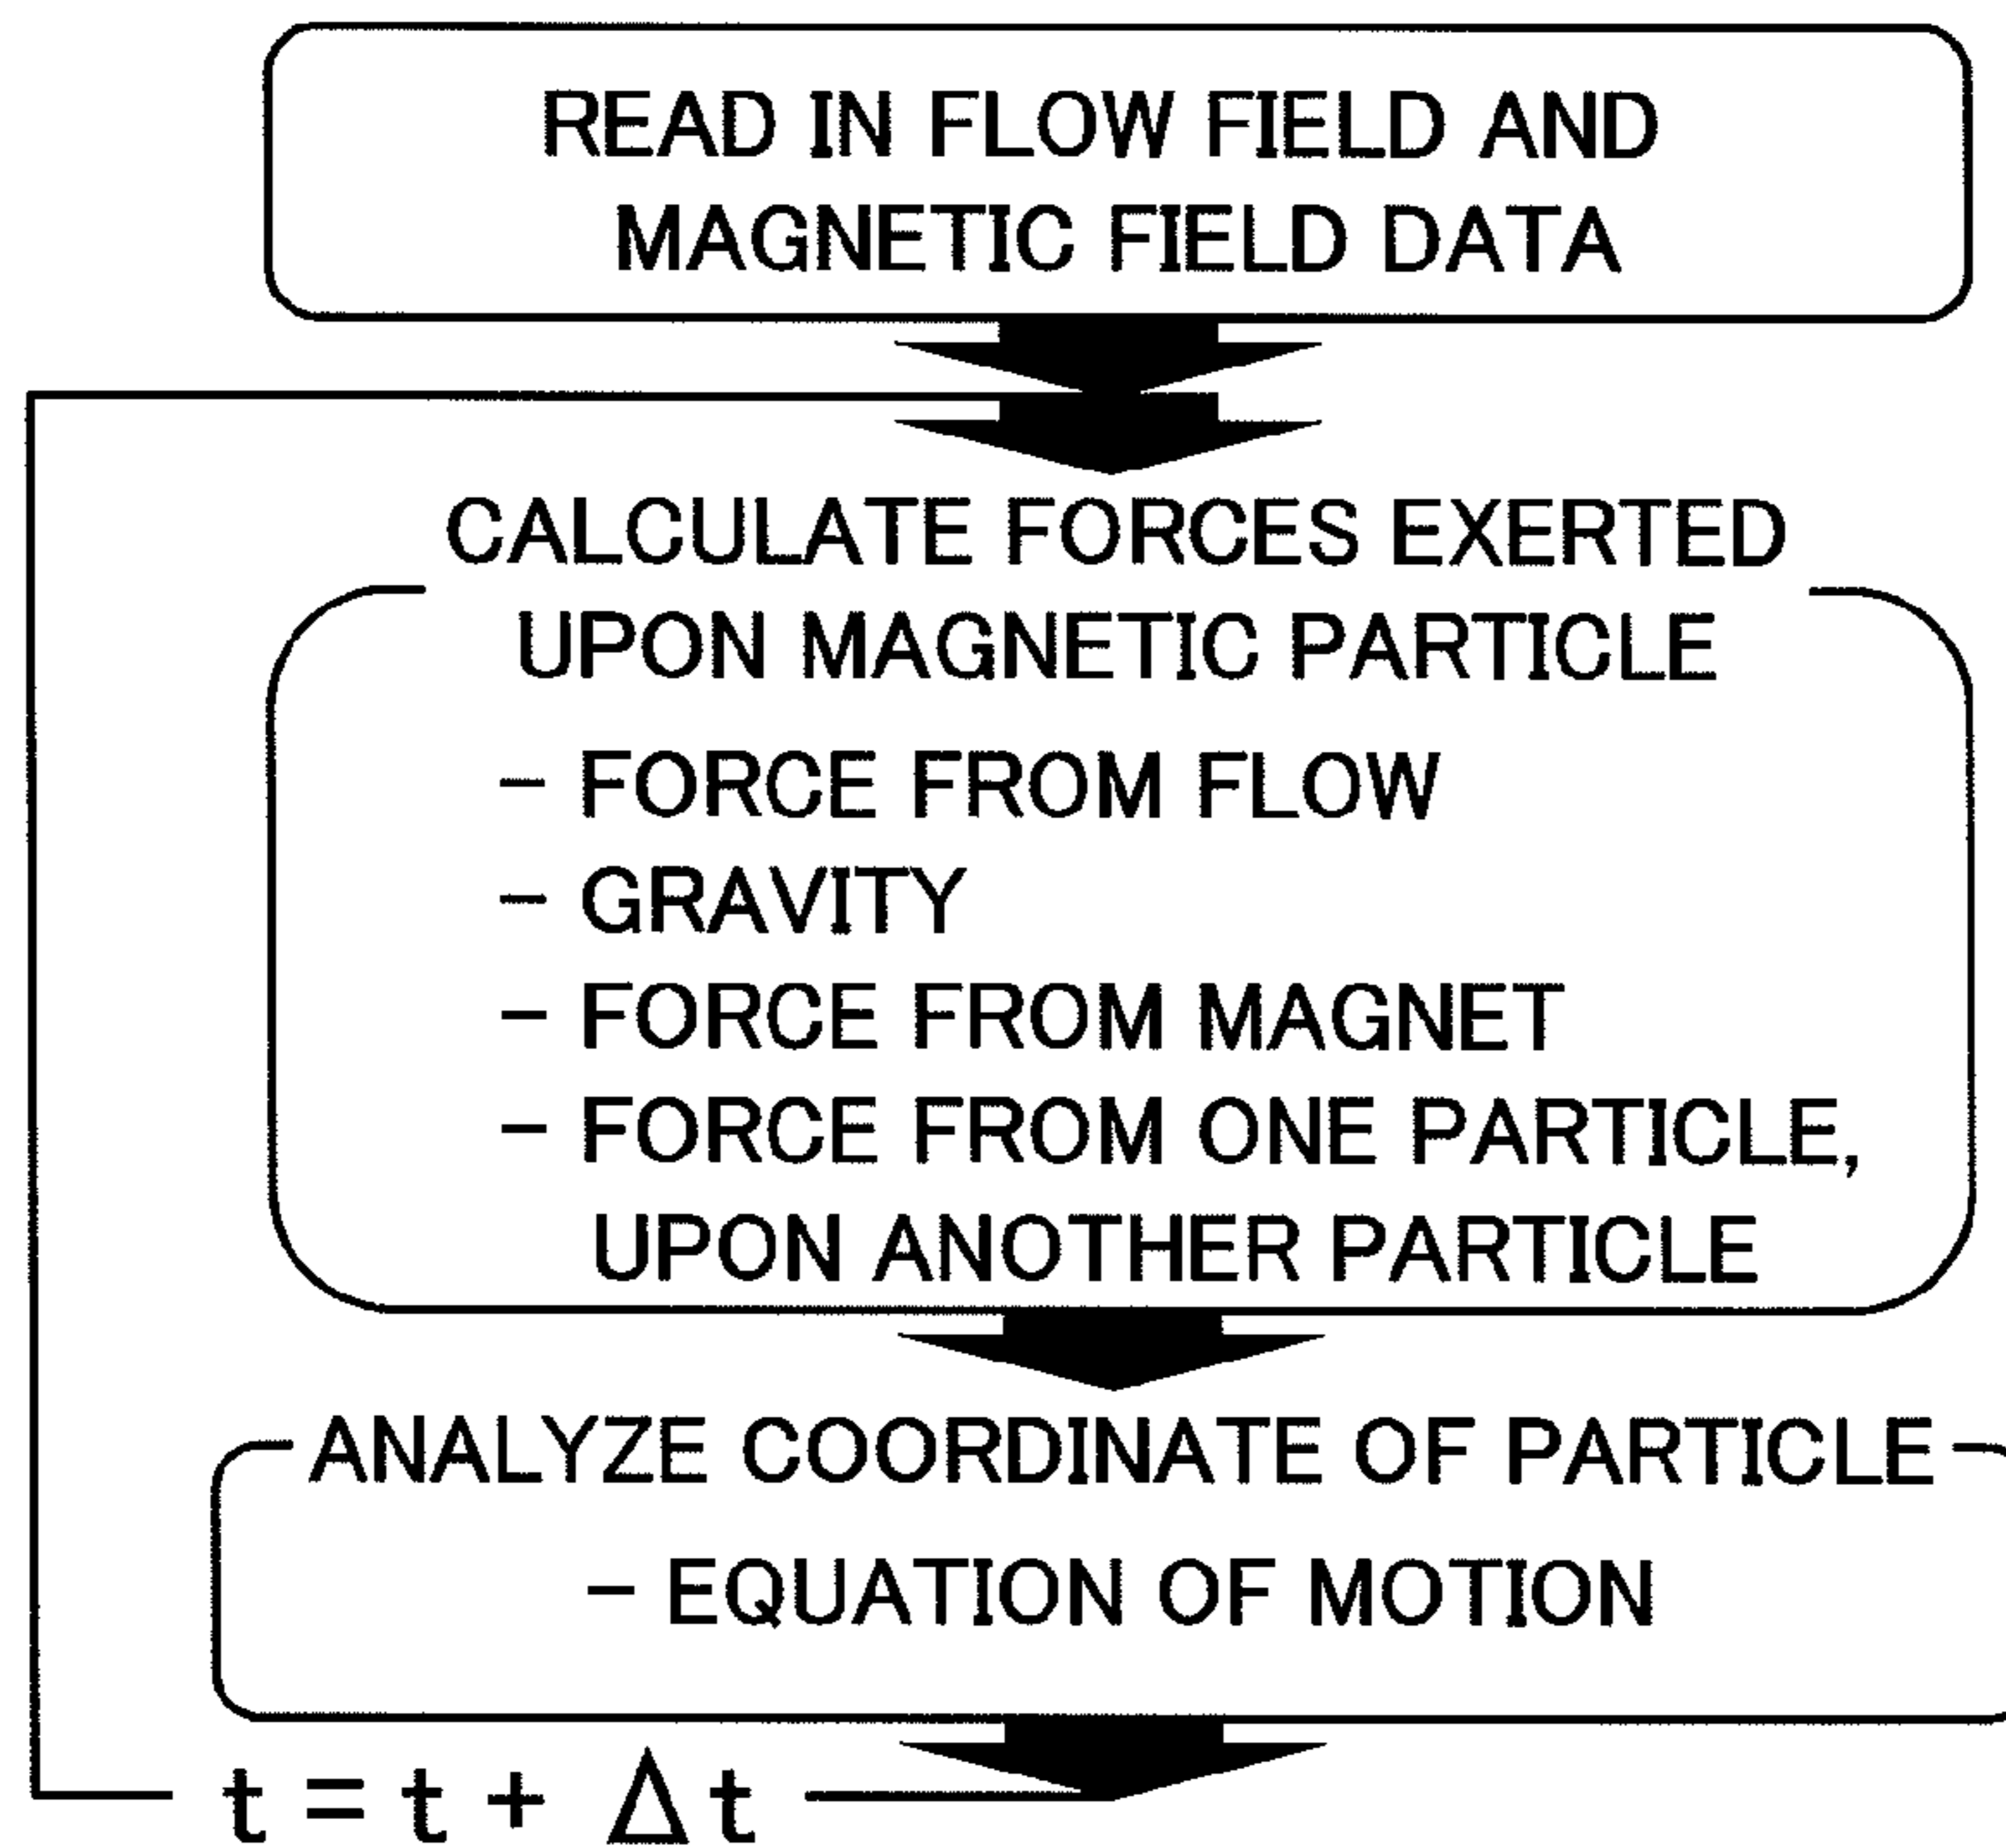 READ IN FLOW FIELD AND
MAGNETIC FIELD DATA
CALCULATE FORCES EXERTED
UPON MAGNETIC PARTICLE
- FORCE FROM FLOW
- GRAVITY
- FORCE FROM MAGNET
- FORCE FROM ONE PARTICLE,
UPON ANOTHER PARTICLE
ANALYZE COORDINATE OF PARTICLE
- EQUATION OF MOTION
t = t + Δt